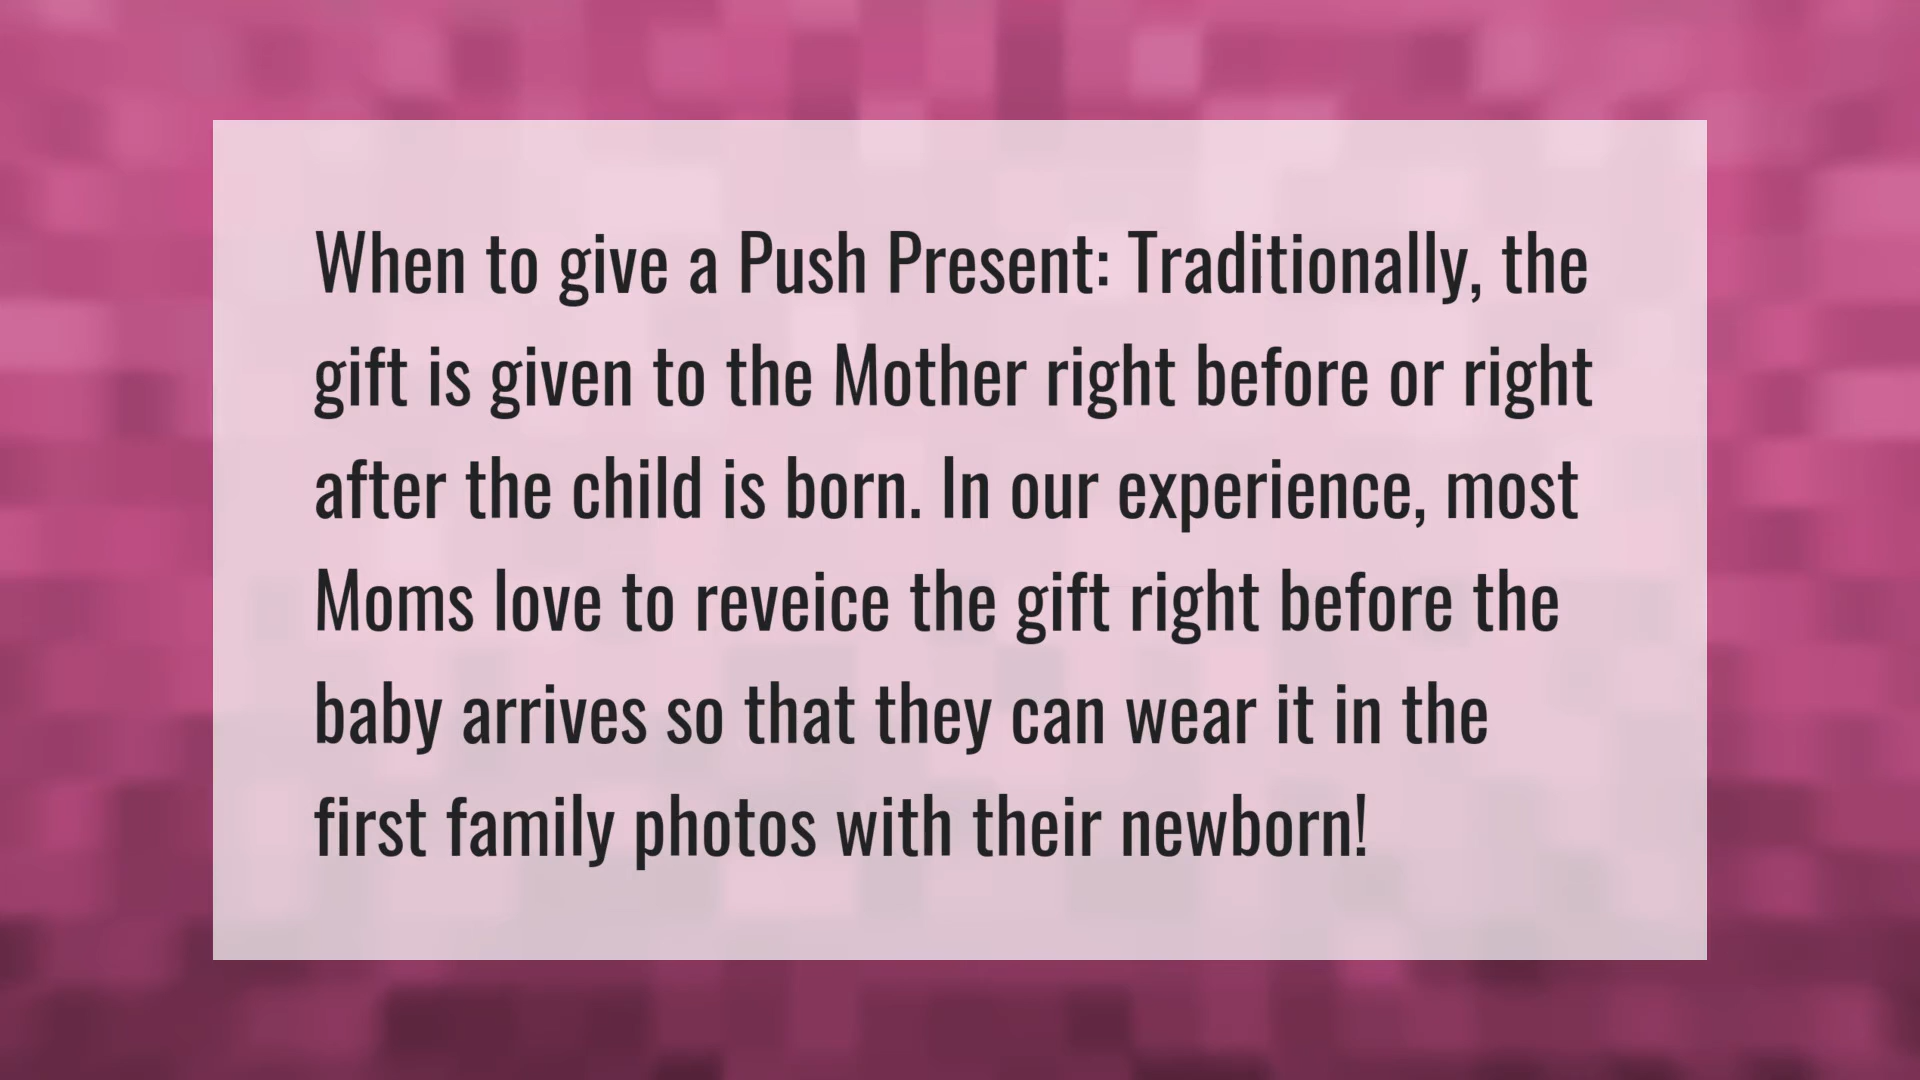 When to give a Push Present: Traditionally, the
gift is given to the Mother right before or right
after the child is born. In our experience, most
Moms love to reveice the gift right before the
baby arrives so that they can wear it in the
first family photos with their newborn!